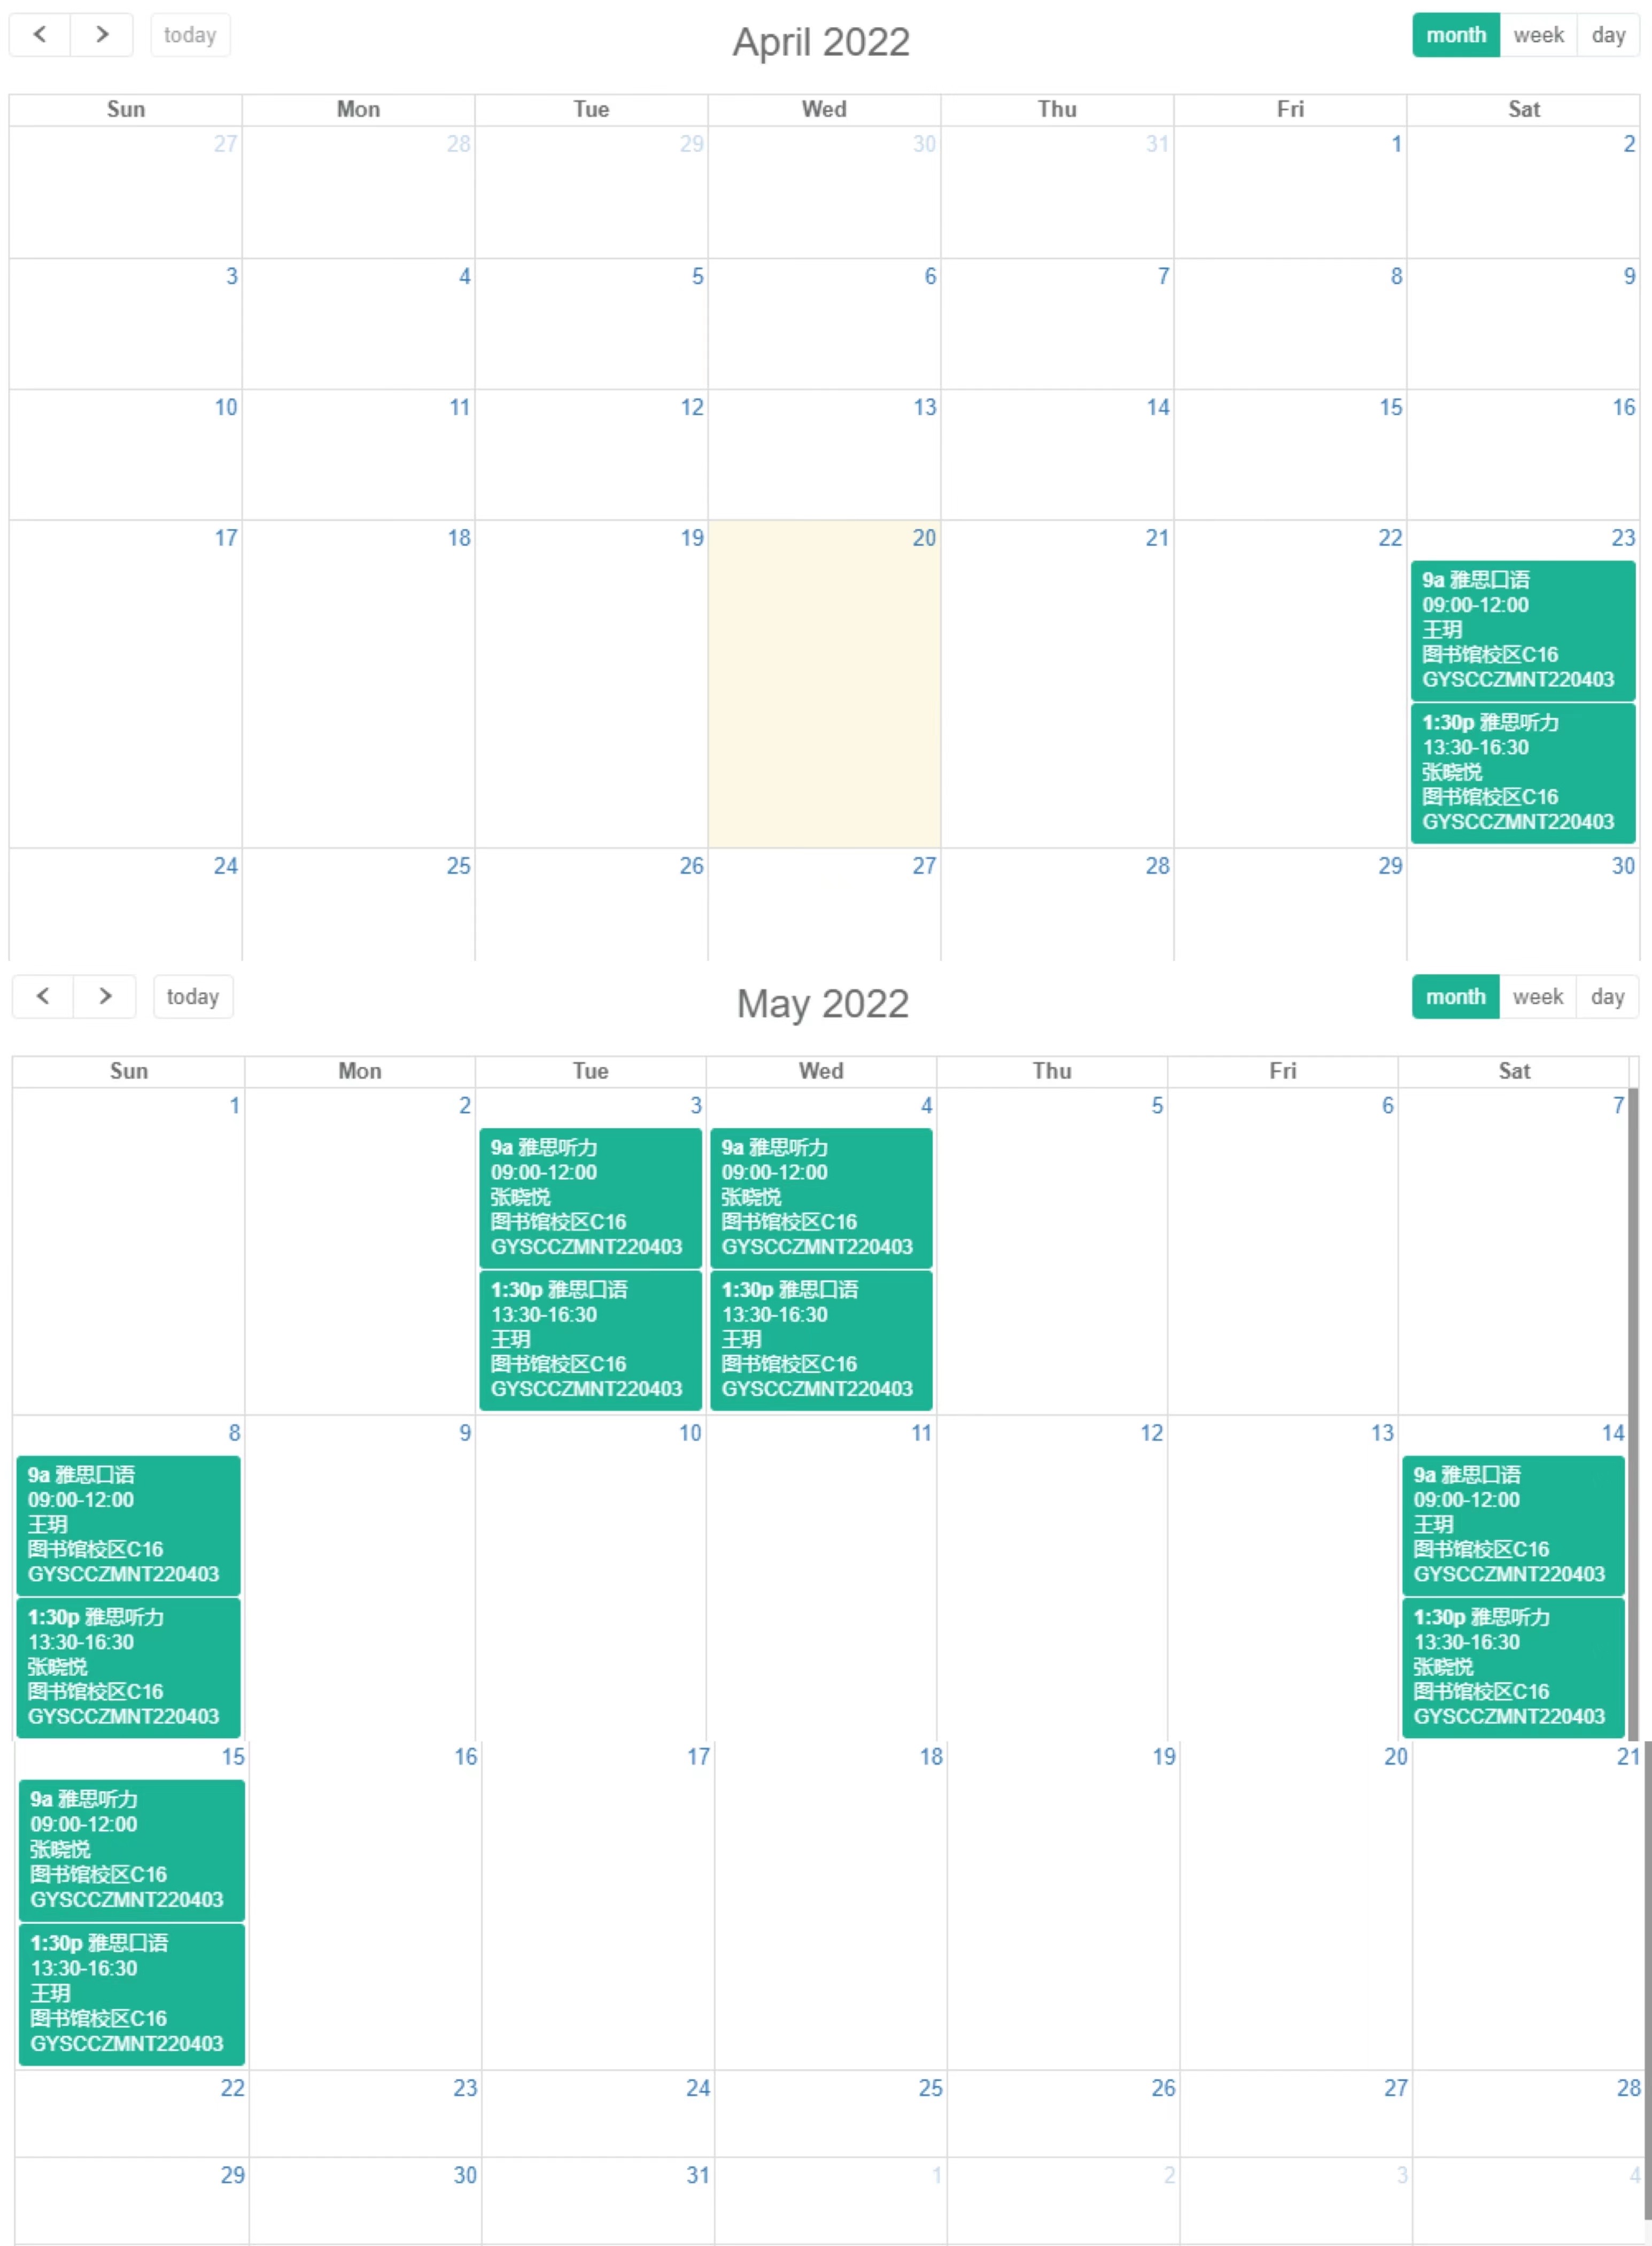 today
April 2022
month week day
Sun Mon Tue Wed Thu Fri Sat
27 28 29 30 31 1 2
3 4 5 6 7 8 9
10 11 12 13 14 15 16
17 18 19 20 21 22 23
9a 雅思口语
09:00-12:00
王玥
图书馆校区C16
GYSCCZMNT220403
1:30p 雅思听力
13:30-16:30
张晓悦
图书馆校区C16
GYSCCZMNT220403
24 25 26 27 28 29 30
today
May 2022
month week day
Sun Mon Tue Wed Thu Fri Sat
1 2 3 4 5 6 7
9a 雅思听力
09:00-12:00
张晓悦
图书馆校区C16
GYSCCZMNT220403
1:30p 雅思口语
13:30-16:30
王玥
图书馆校区C16
GYSCCZMNT220403
9a 雅思听力
09:00-12:00
张晓悦
图书馆校区C16
GYSCCZMNT220403
1:30p 雅思口语
13:30-16:30
王玥
图书馆校区C16
GYSCCZMNT220403
8 9 10 11 12 13 14
9a 雅思口语
09:00-12:00
王玥
图书馆校区C16
GYSCCZMNT220403
1:30p 雅思听力
13:30-16:30
张晓悦
图书馆校区C16
GYSCCZMNT220403
9a 雅思口语
09:00-12:00
王玥
图书馆校区C16
GYSCCZMNT220403
1:30p 雅思听力
13:30-16:30
张晓悦
图书馆校区C16
GYSCCZMNT220403
15 16 17 18 19 20 21
9a 雅思听力
09:00-12:00
张晓悦
图书馆校区C16
GYSCCZMNT220403
1:30p 雅思口语
13:30-16:30
王玥
图书馆校区C16
GYSCCZMNT220403
22 23 24 25 26 27 28
29 30 31 1 2 3 4